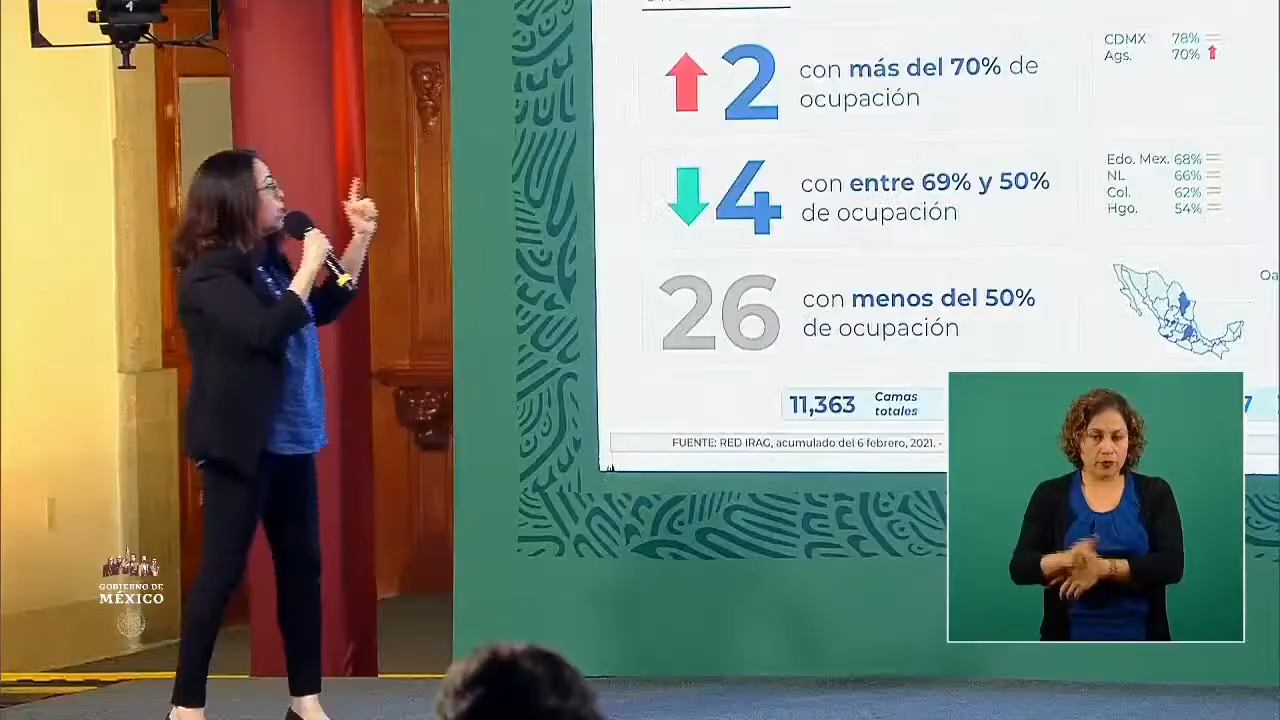 2 con más del 70% de
ocupación
CDMX 78%
Ags. 70%
4 con entre 69% y 50%
de ocupación
Edo. Mex. 68%
NL 66%
Col. 62%
Hgo. 54%
26 con menos del 50%
de ocupación
Oa
11,363 Camas
totales
7
FUENTE: RED IRAG, acumulado del 6 febrero, 2021. -
GOBIERNO DE
MÉXICO